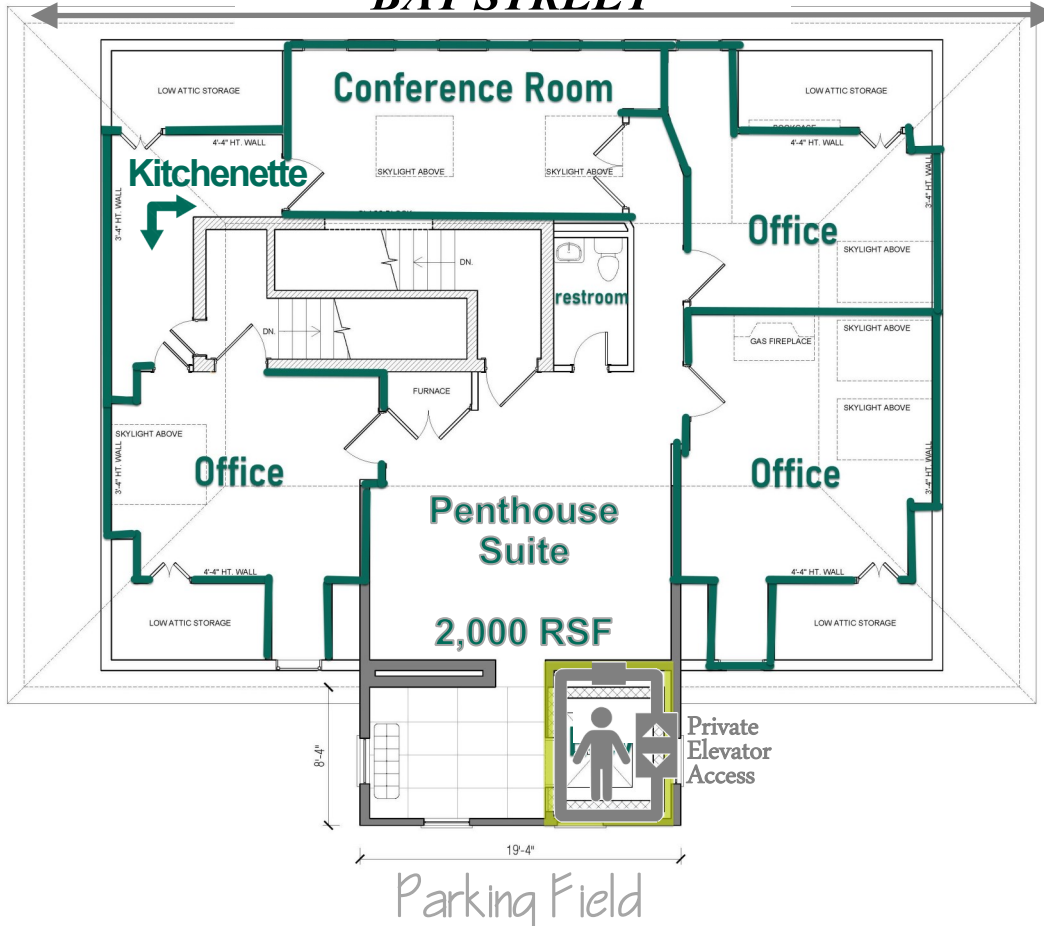 BAY STREET
LOW ATTIC STORAGE
Conference Room
LOW ATTIC STORAGE
4'-4" HT. WALL
SKYLIGHT ABOVE
SKYLIGHT ABOVE
BOOKCASE
4'-4" HT. WALL
Kitchenette
3'-4" HT. WALL
3'-4" HT. WALL
Office
SKYLIGHT ABOVE
DN.
restroom
DN.
SKYLIGHT ABOVE
GAS FIREPLACE
FURNACE
SKYLIGHT ABOVE
SKYLIGHT ABOVE
3'-4" HT. WALL
Office
Office
3'-4" HT. WALL
Penthouse
Suite
4'-4" HT. WALL
4'-4" HT. WALL
LOW ATTIC STORAGE
2,000 RSF
LOW ATTIC STORAGE
Private
Elevator
Access
8'-4"
19'-4"
Parking Field